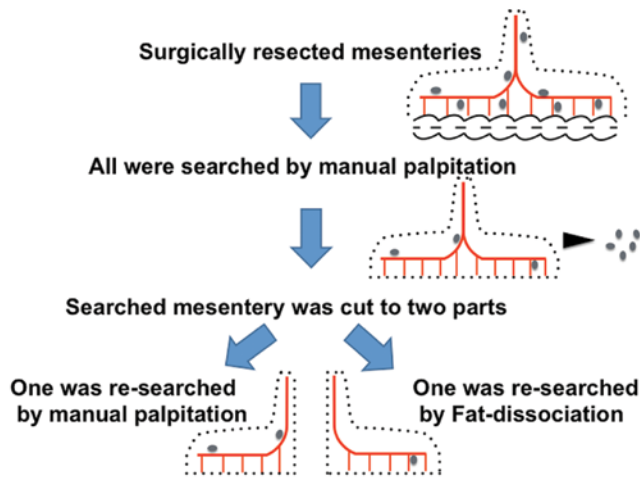 Surgically resected mesenteries
All were searched by manual palpitation
Searched mesentery was cut to two parts
One was re-searched
by manual palpitation
One was re-searched
by Fat-dissociation